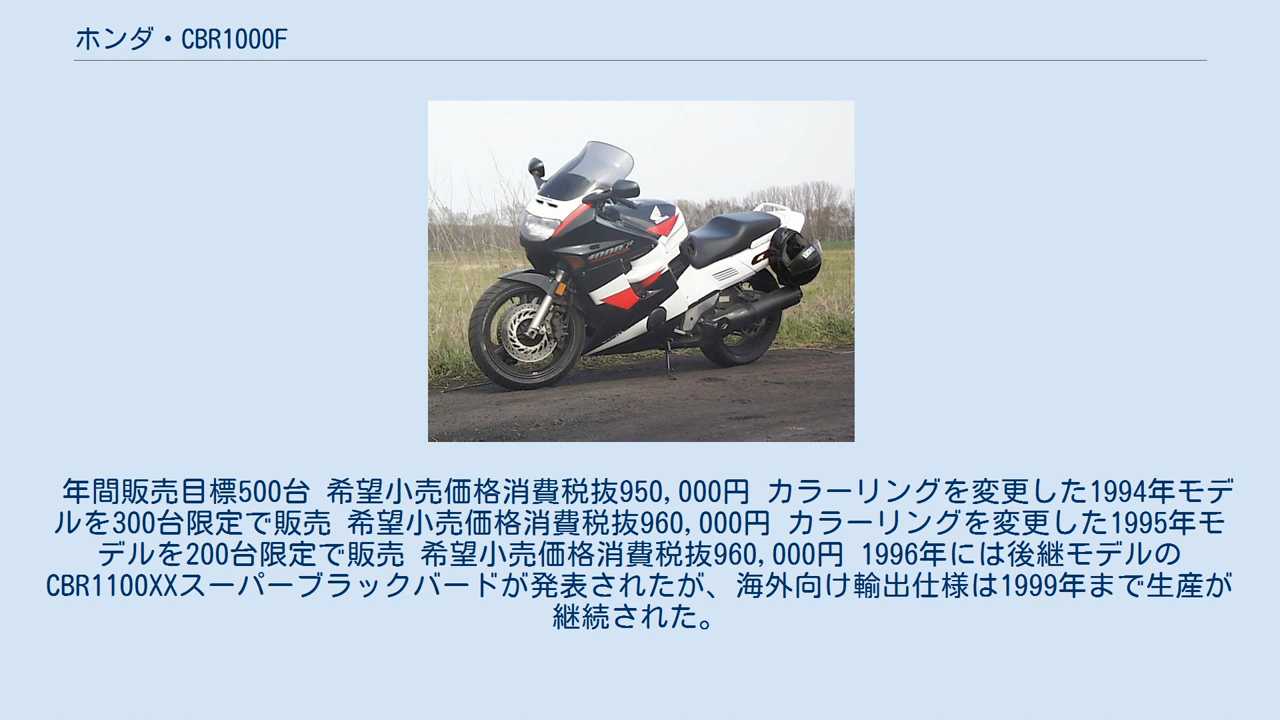 ホンダ・CBR1000F
1000F
年間販売目標500台 希望小売価格消費税抜950,000円 カラーリングを変更した1994年モデ
ルを300台限定で販売 希望小売価格消費税抜960,000円 カラーリングを変更した1995年モ
デルを200台限定で販売 希望小売価格消費税抜960,000円 1996年には後継モデルの
CBR1100XXスーパーブラックバードが発表されたが、海外向け輸出仕様は1999年まで生産が
継続された。